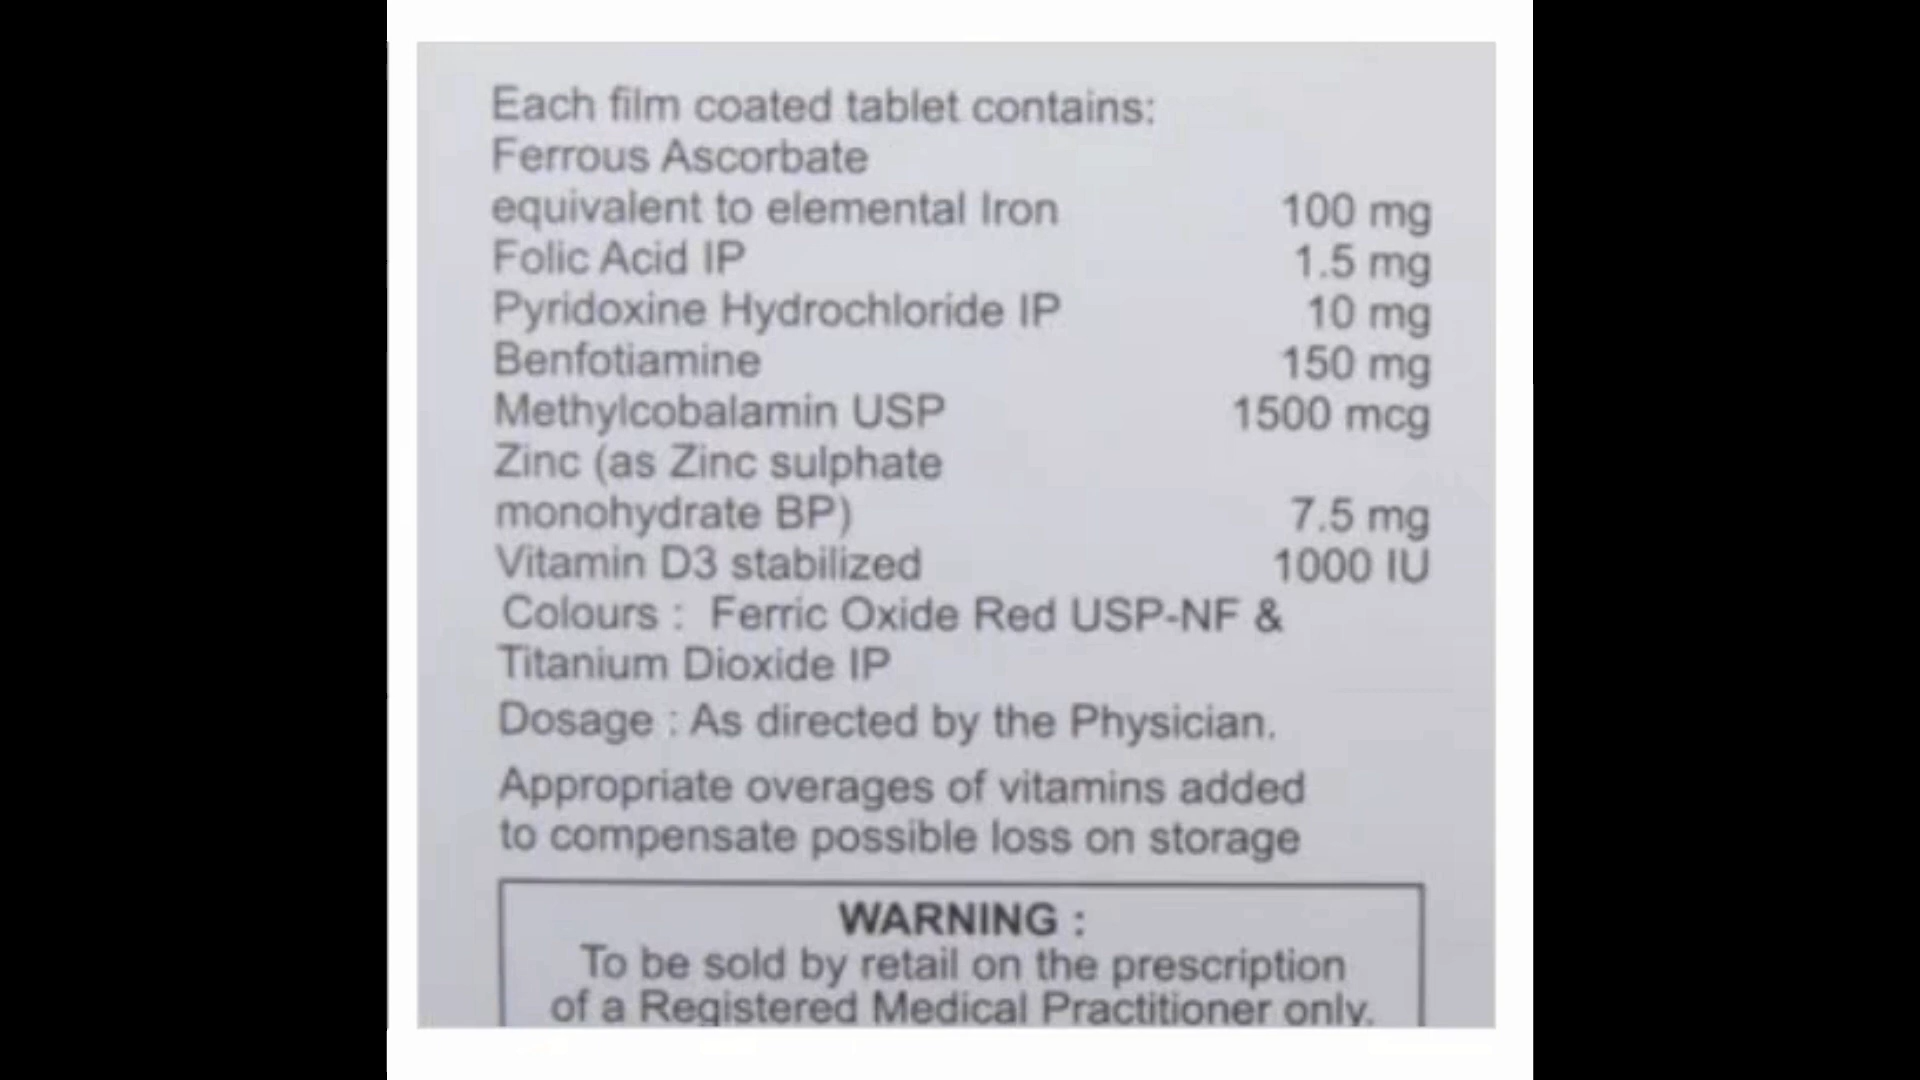 Each film coated tablet contains:
Ferrous Ascorbate
equivalent to elemental Iron 100 mg
Folic Acid IP 1.5 mg
Pyridoxine Hydrochloride IP 10 mg
Benfotiamine 150 mg
Methylcobalamin USP 1500 mcg
Zinc (as Zinc sulphate
monohydrate BP) 7.5 mg
Vitamin D3 stabilized 1000 IU
Colours : Ferric Oxide Red USP-NF &
Titanium Dioxide IP
Dosage : As directed by the Physician.
Appropriate overages of vitamins added
to compensate possible loss on storage
WARNING :
To be sold by retail on the prescription
of a Registered Medical Practitioner only.